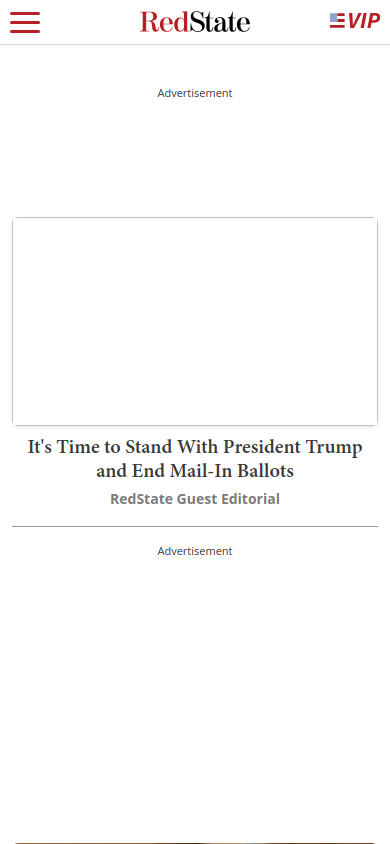 RedState
VIP
Advertisement
It's Time to Stand With President Trump
and End Mail-In Ballots
RedState Guest Editorial
Advertisement